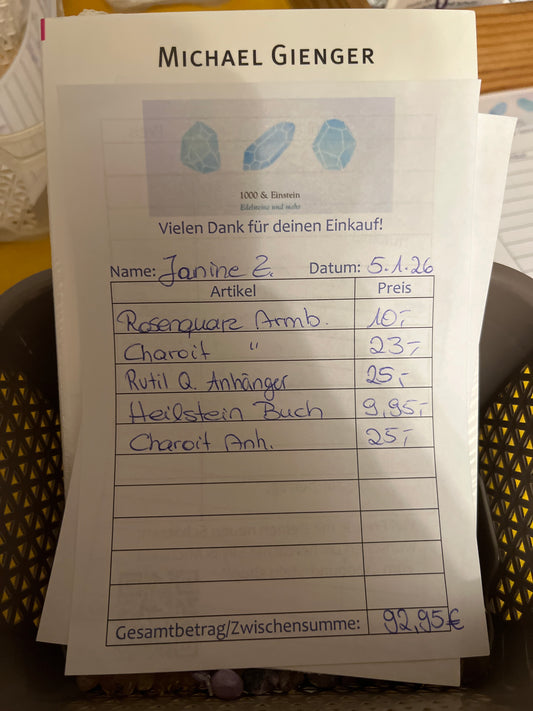 MICHAEL GIENGER
1000 & Einstein
Edelsteine und mehr
Vielen Dank für deinen Einkauf!
Name: Janine Z. Datum: 5.1.26
Artikel Preis
Rosenquarz Armb. 10,-
Charoit " 23,-
Rutil Q. Anhänger 25,-
Heilstein Buch 9,95,-
Charoit Anh. 25,-
Gesamtbetrag/Zwischensumme: 92,95€